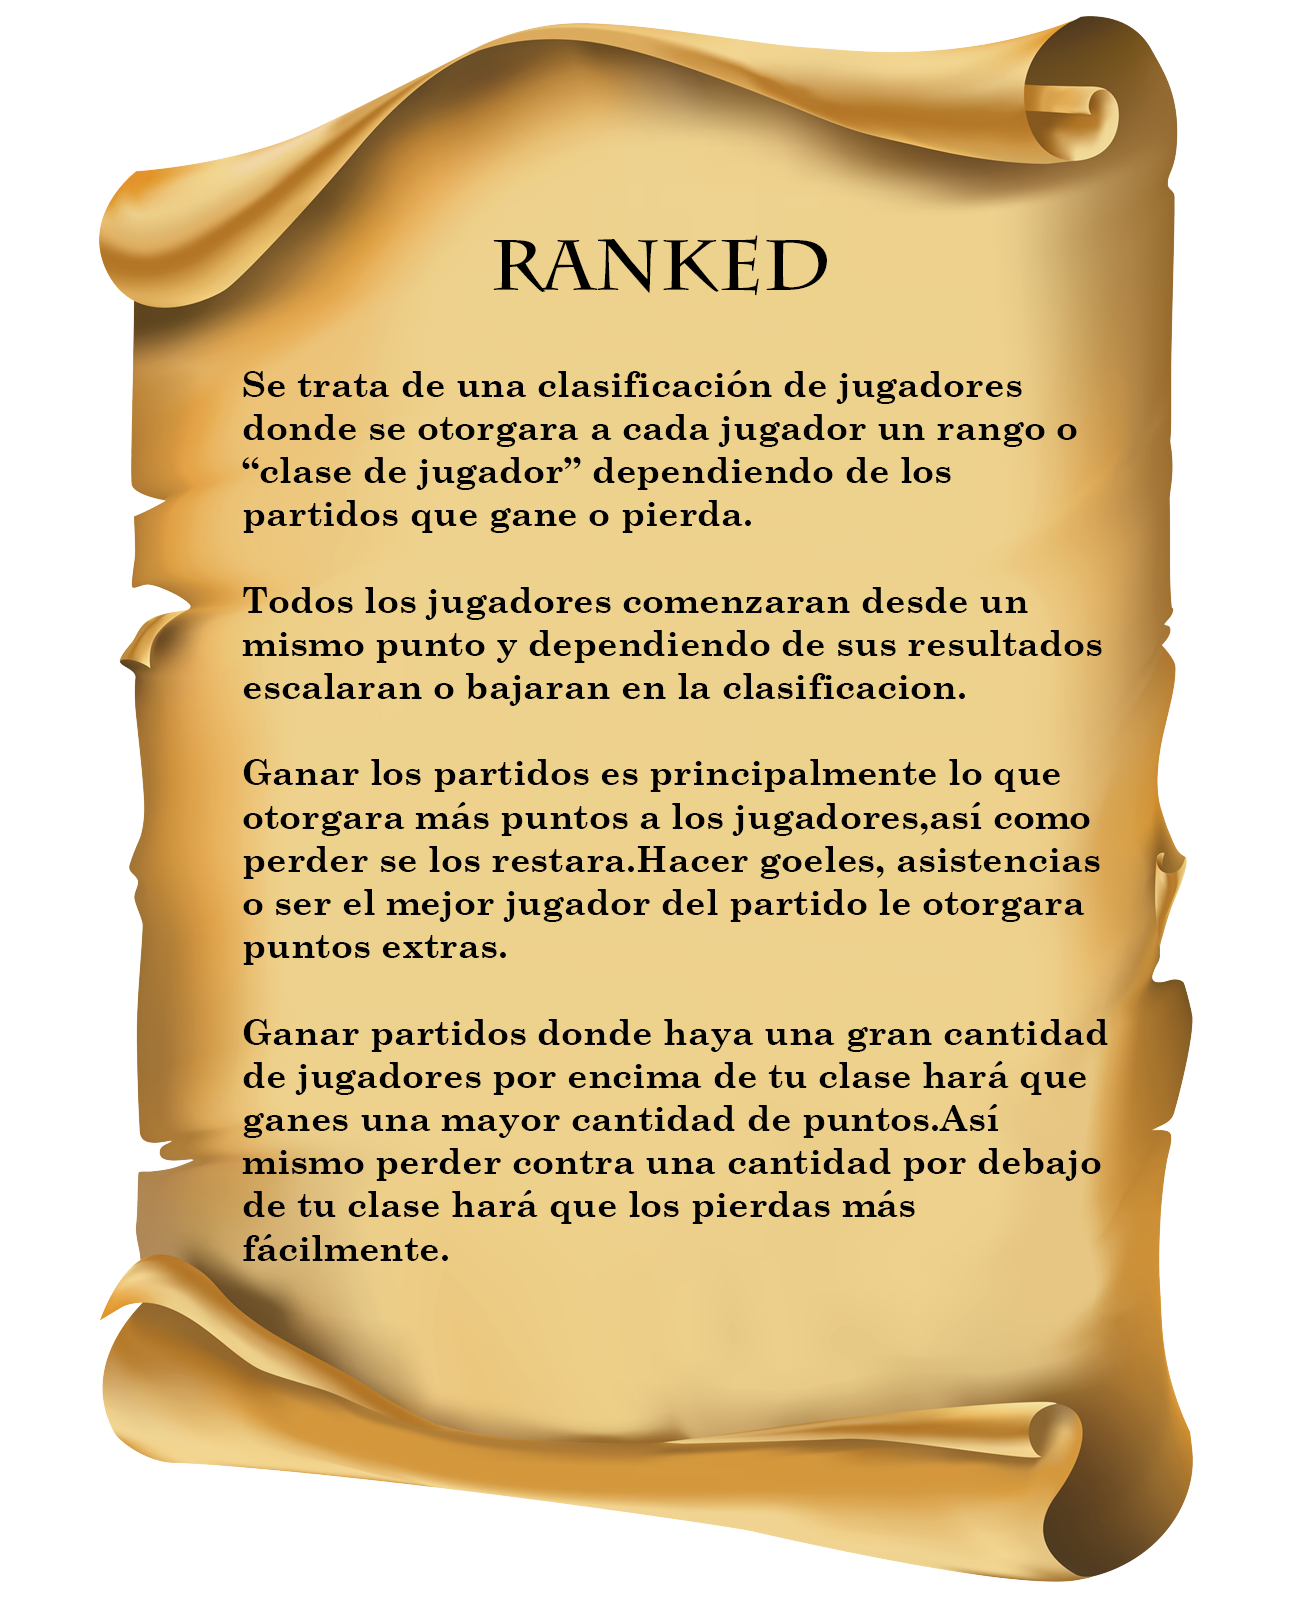 RANKED
Se trata de una clasificación de jugadores
donde se otorgara a cada jugador un rango o
“clase de jugador” dependiendo de los
partidos que gane o pierda.
Todos los jugadores comenzaran desde un
mismo punto y dependiendo de sus resultados
escalaran o bajaran en la clasificacion.
Ganar los partidos es principalmente lo que
otorgara más puntos a los jugadores,así como
perder se los restara.Hacer goeles, asistencias
o ser el mejor jugador del partido le otorgara
puntos extras.
Ganar partidos donde haya una gran cantidad
de jugadores por encima de tu clase hará que
ganes una mayor cantidad de puntos.Así
mismo perder contra una cantidad por debajo
de tu clase hará que los pierdas más
fácilmente.